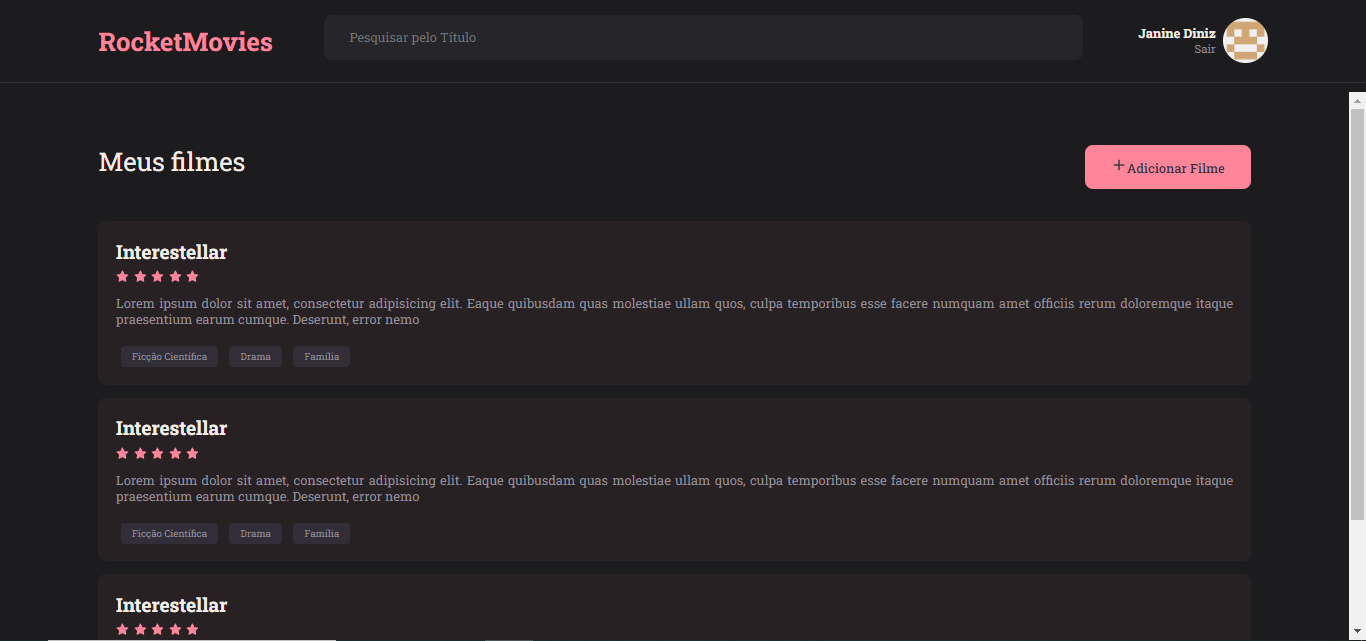 RocketMovies
Pesquisar pelo Título
Janine Diniz
Sair
Meus filmes
+ Adicionar Filme
Interestellar
Lorem ipsum dolor sit amet, consectetur adipisicing elit. Eaque quibusdam quas molestiae ullam quos, culpa temporibus esse facere numquam amet officiis rerum doloremque itaque
praesentium earum cumque. Deserunt, error nemo
Ficção Científica Drama Família
Interestellar
Lorem ipsum dolor sit amet, consectetur adipisicing elit. Eaque quibusdam quas molestiae ullam quos, culpa temporibus esse facere numquam amet officiis rerum doloremque itaque
praesentium earum cumque. Deserunt, error nemo
Ficção Científica Drama Família
Interestellar